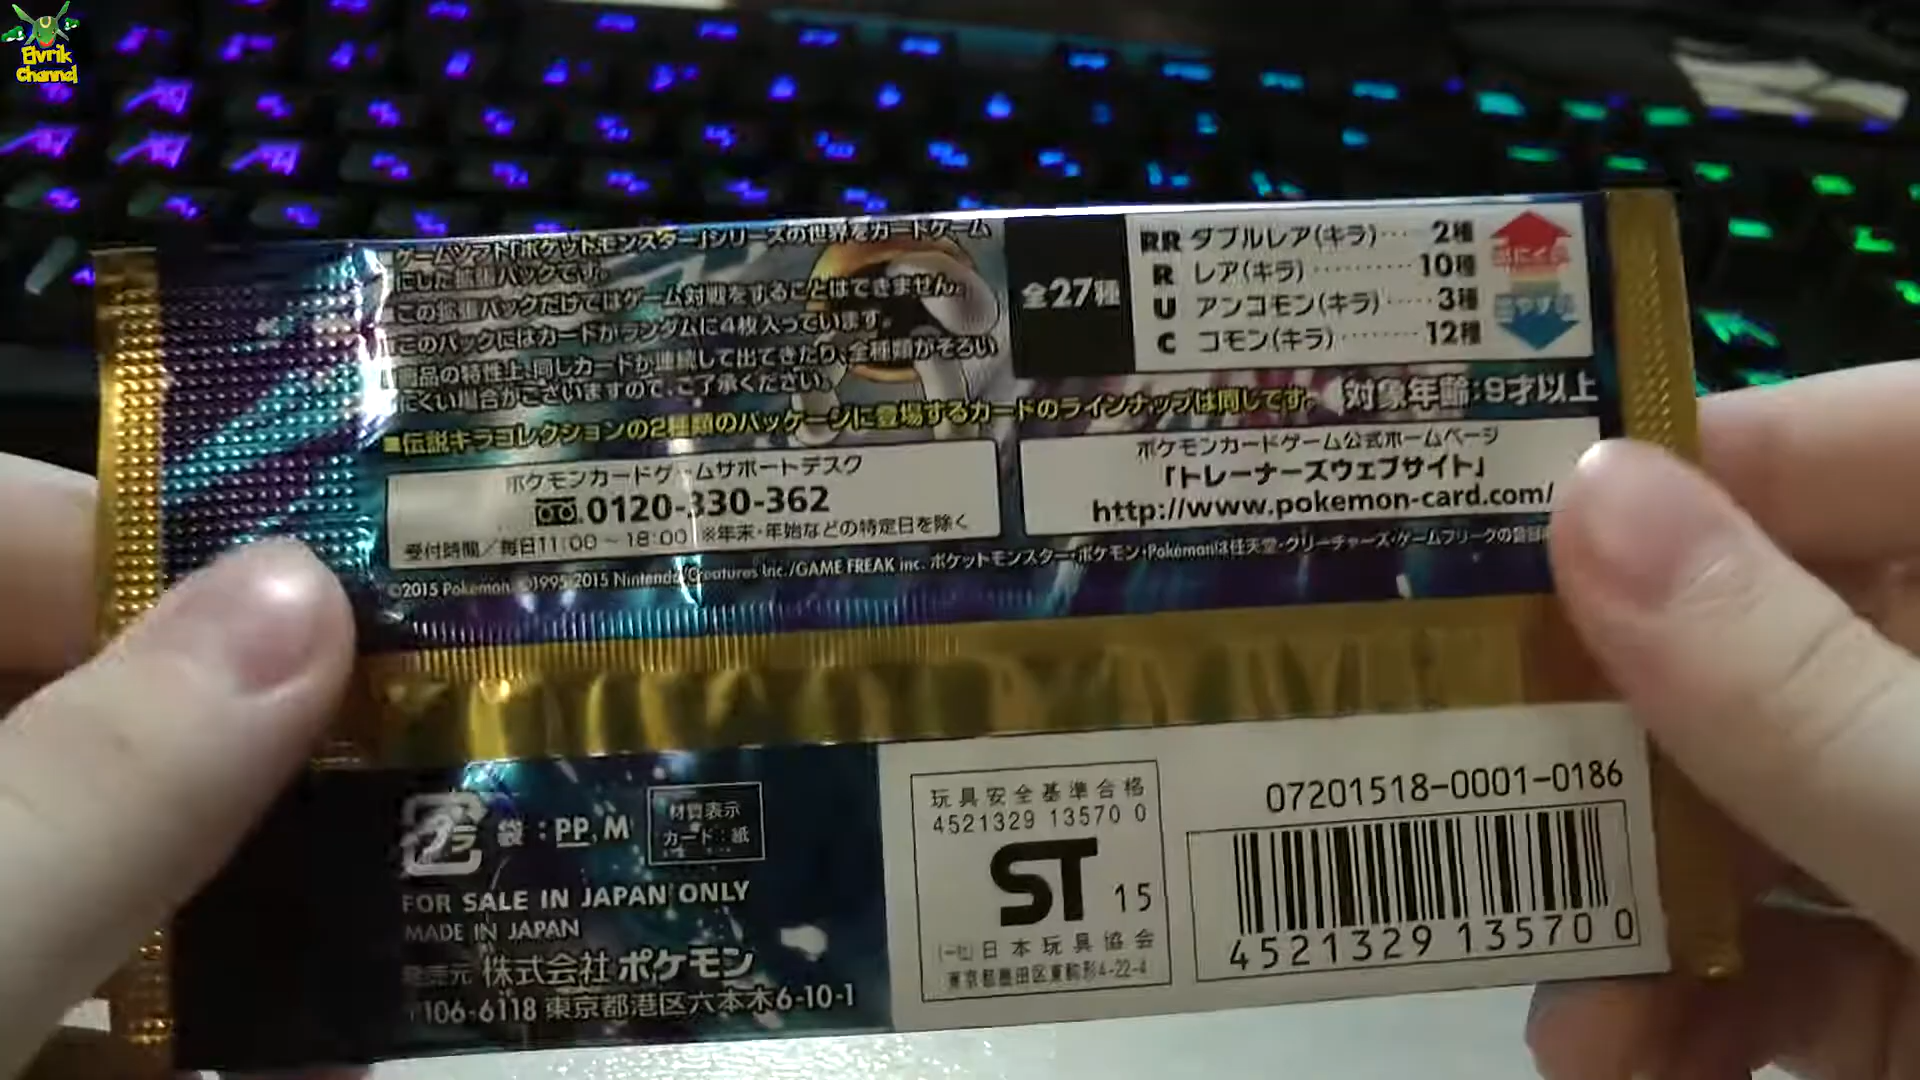 Elvrik
Channel
ゲームソフト「ポケットモンスター」シリーズの世界をカードゲーム
にした拡張パックです。
この拡張パックだけではゲーム対戦をすることはできません。
このパックにはカードがランダムに4枚入っています。
商品の特性上、同じカードが連続して出てきたり、全種類がそろい
にくい場合がございますので、ご了承ください。
■伝説キラコレクションの2種類のパッケージに登場するカードのラインナップは同じです。
全27種
RR ダブルレア(キラ)‥‥ 2種
R レア(キラ)‥‥‥‥ 10種
U アンコモン(キラ)‥‥ 3種
C コモン(キラ)‥‥‥‥ 12種
対象年齢:9才以上
ポケモンカードゲームサポートデスク
0120-330-362
受付時間/毎日11:00~18:00 ※年末・年始などの特定日を除く
ポケモンカードゲーム公式ホームページ
「トレーナーズウェブサイト」
http://www.pokemon-card.com/
©2015 Pokémon. ©1995-2015 Nintendo/Creatures Inc./GAME FREAK inc. ポケットモンスター・ポケモン・Pokémonは任天堂・クリーチャーズ・ゲームフリークの登録
プラ
袋:PP, M
材質表示
カード:紙
FOR SALE IN JAPAN ONLY
MADE IN JAPAN
発売元 株式会社ポケモン
〒106-6118 東京都港区六本木6-10-1
玩具安全基準合格
4521329 13570 0
ST 15
(一社)日本玩具協会
東京都墨田区東駒形4-22-4
07201518-0001-0186
4521329 13570 0